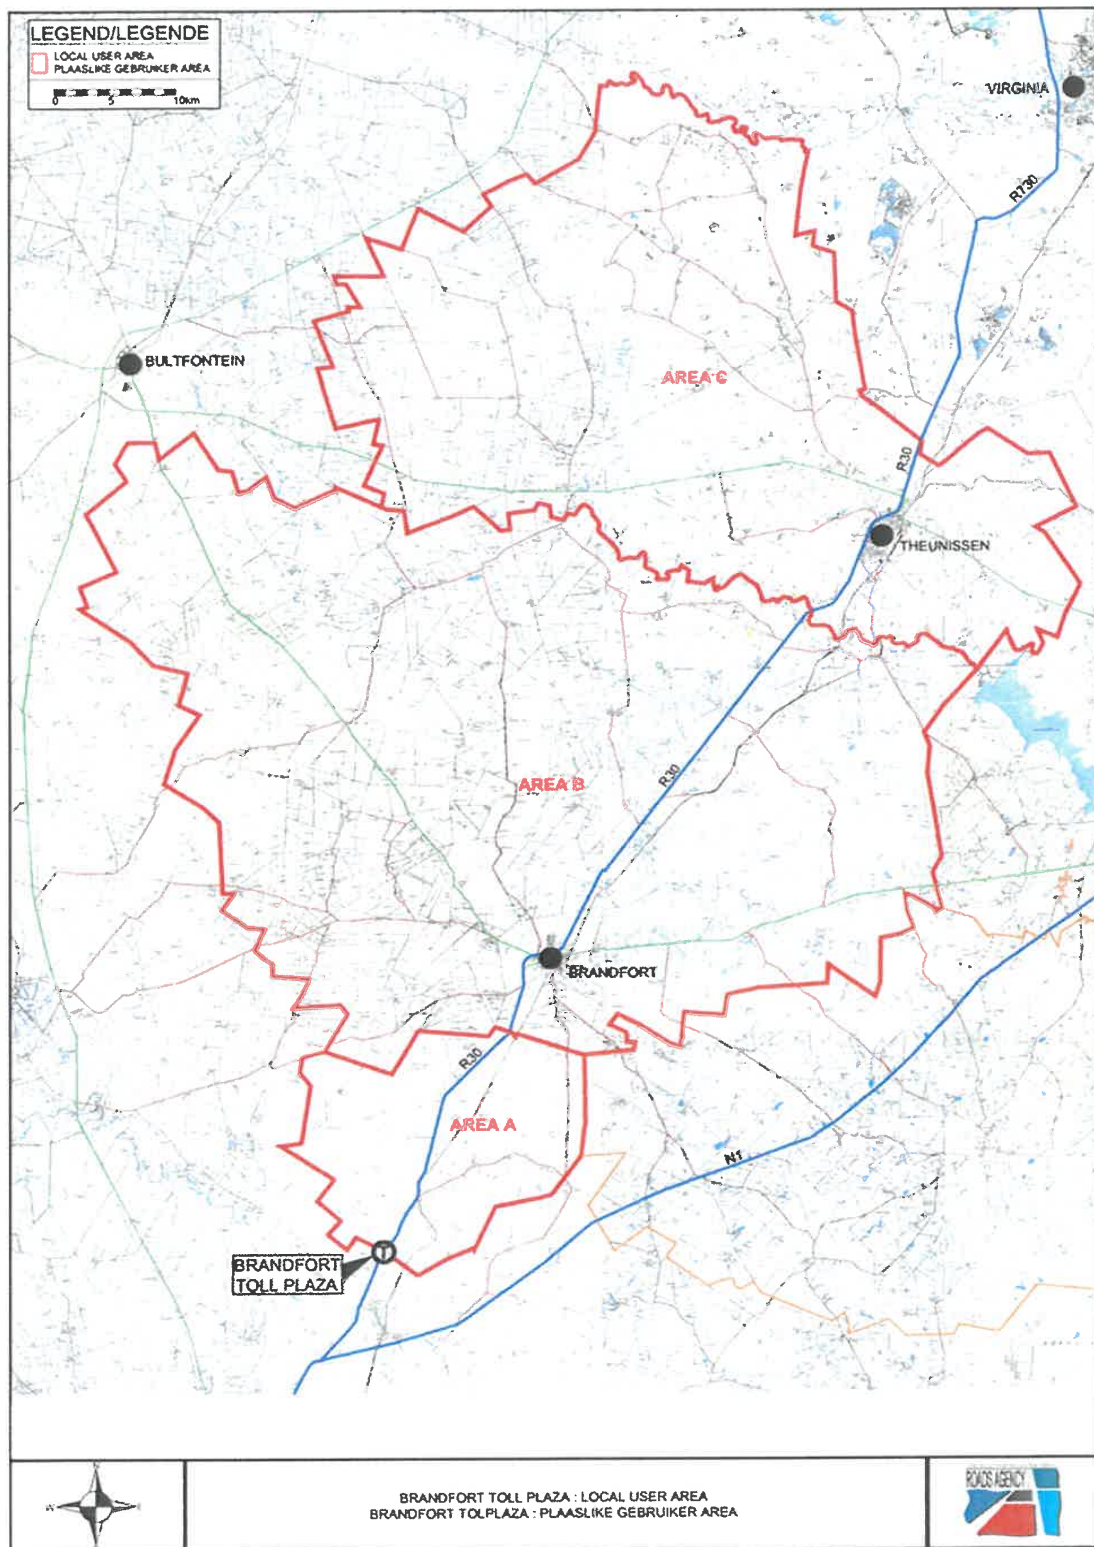 LEGEND/LEGENDE
LOCAL USER AREA
PLAASLIKE GEBRUIKER AREA
0 5 10km
VIRGINIA
R730
BULTFONTEIN
AREA C
R30
THEUNISSEN
R30
AREA B
BRANDFORT
R30
AREA A
N1
T
BRANDFORT
TOLL PLAZA
N
W E
BRANDFORT TOLL PLAZA : LOCAL USER AREA
BRANDFORT TOLPLAZA : PLAASLIKE GEBRUIKER AREA
ROADS AGENCY